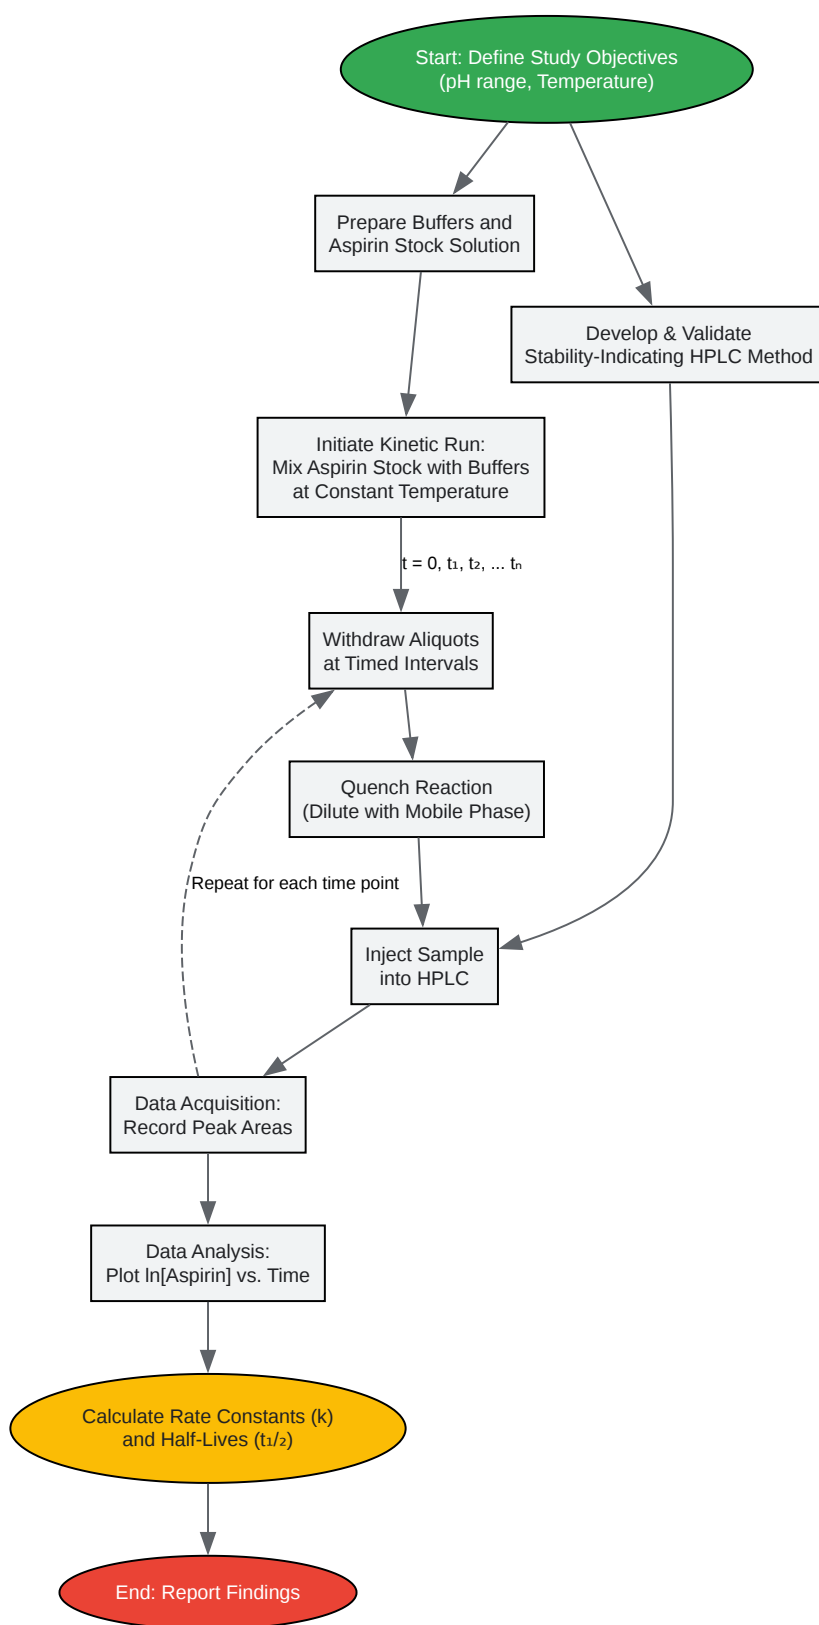 Start: Define Study Objectives
(pH range, Temperature)
Prepare Buffers and
Aspirin Stock Solution
Develop & Validate
Stability-Indicating HPLC Method
Initiate Kinetic Run:
Mix Aspirin Stock with Buffers
at Constant Temperature
t = 0, t₁, t₂, ... tₙ
Withdraw Aliquots
at Timed Intervals
Quench Reaction
(Dilute with Mobile Phase)
Repeat for each time point
Inject Sample
into HPLC
Data Acquisition:
Record Peak Areas
Data Analysis:
Plot ln[Aspirin] vs. Time
Calculate Rate Constants (k)
and Half-Lives (t₁/₂)
End: Report Findings